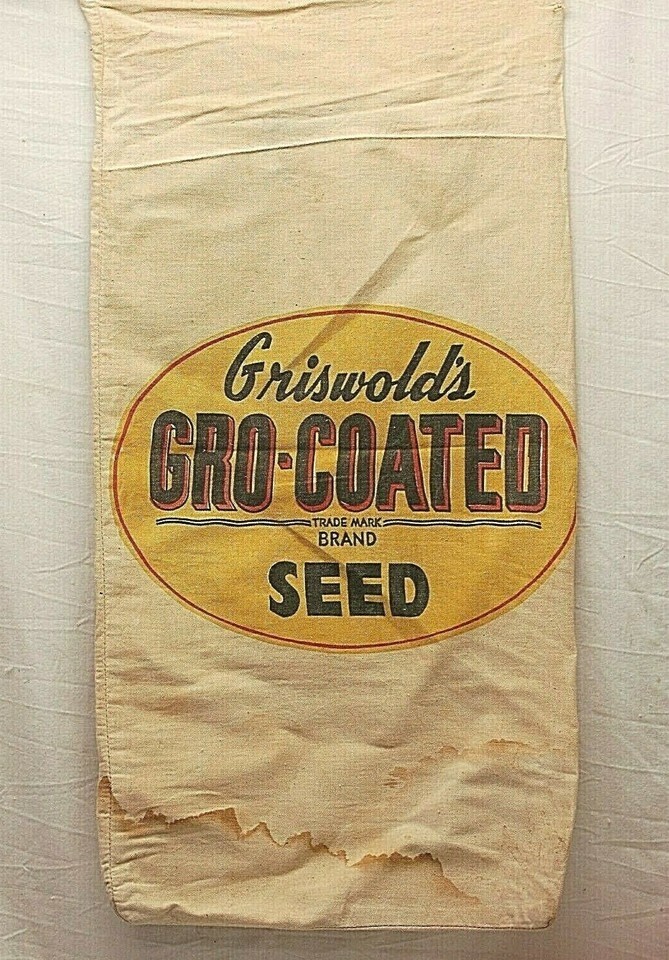 Griswold's
GRO-COATED
TRADE MARK
BRAND
SEED